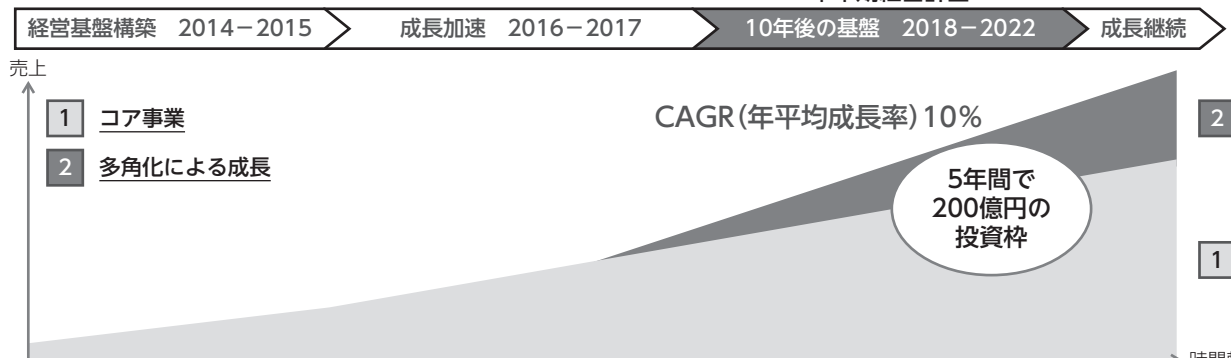 経営基盤構築 2014－2015
成長加速 2016－2017
10年後の基盤 2018－2022
成長継続
売上
1 コア事業
2 多角化による成長
CAGR（年平均成長率）10％
5年間で
200億円の
投資枠
2
1